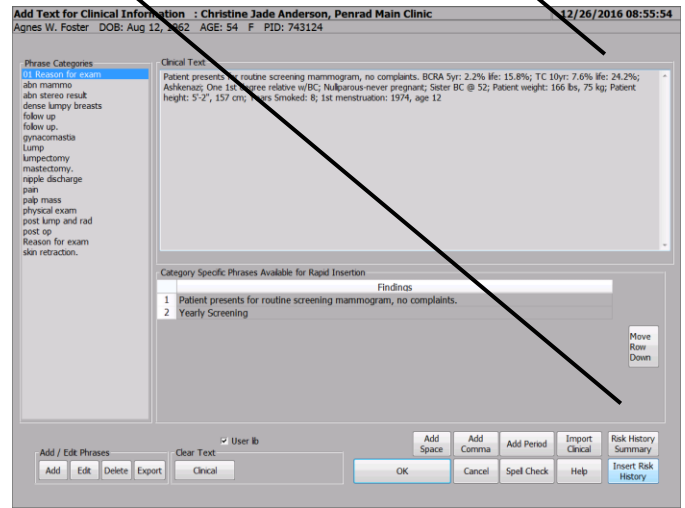 Add Text for Clinical Information : Christine Jade Anderson, Penrad Main Clinic 12/26/2016 08:55:54
Agnes W. Foster DOB: Aug 12, 1962 AGE: 54 F PID: 743124
Phrase Categories
01 Reason for exam
abn mammo
abn stereo result
dense lumpy breasts
folow up
folow up.
gynacomastia
Lump
lumpectomy
mastectomy.
nipple discharge
pain
palp mass
physical exam
post lump and rad
post op
Reason for exam
skin retraction.
Clinical Text
Patient presents for routine screening mammogram, no complaints. BCRA 5yr: 2.2% life: 15.8%; TC 10yr: 7.6% life: 24.2%;
Ashkenazi; One 1st degree relative w/BC; Nulparous-never pregnant; Sister BC @ 52; Patient weight: 166 lbs, 75 kg; Patient
height: 5'-2", 157 cm; Years Smoked: 8; 1st menstruation: 1974, age 12
Category Specific Phrases Available for Rapid Insertion
Findings
1 Patient presents for routine screening mammogram, no complaints.
2 Yearly Screening
Move
Row
Down
User lib
Add / Edit Phrases
Add Edit Delete Export
Clear Text
Clinical
Add
Space
Add
Comma
Add Period
Import
Clinical
Risk History
Summary
OK
Cancel
Spell Check
Help
Insert Risk
History